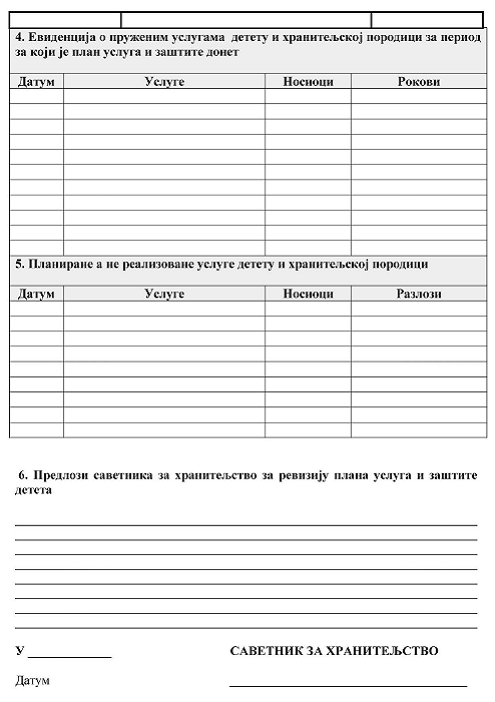 4. Евиденција о пруженим услугама детету и хранитељској породици за период
за који је план услуга и заштите донет
Датум Услуге Носиоци Рокови
5. Планиране а не реализоване услуге детету и хранитељској породици
Датум Услуге Носиоци Разлози
6. Предлози саветника за хранитељство за ревизију плана услуга и заштите
детета
У _____________
САВЕТНИК ЗА ХРАНИТЕЉСТВО
Датум